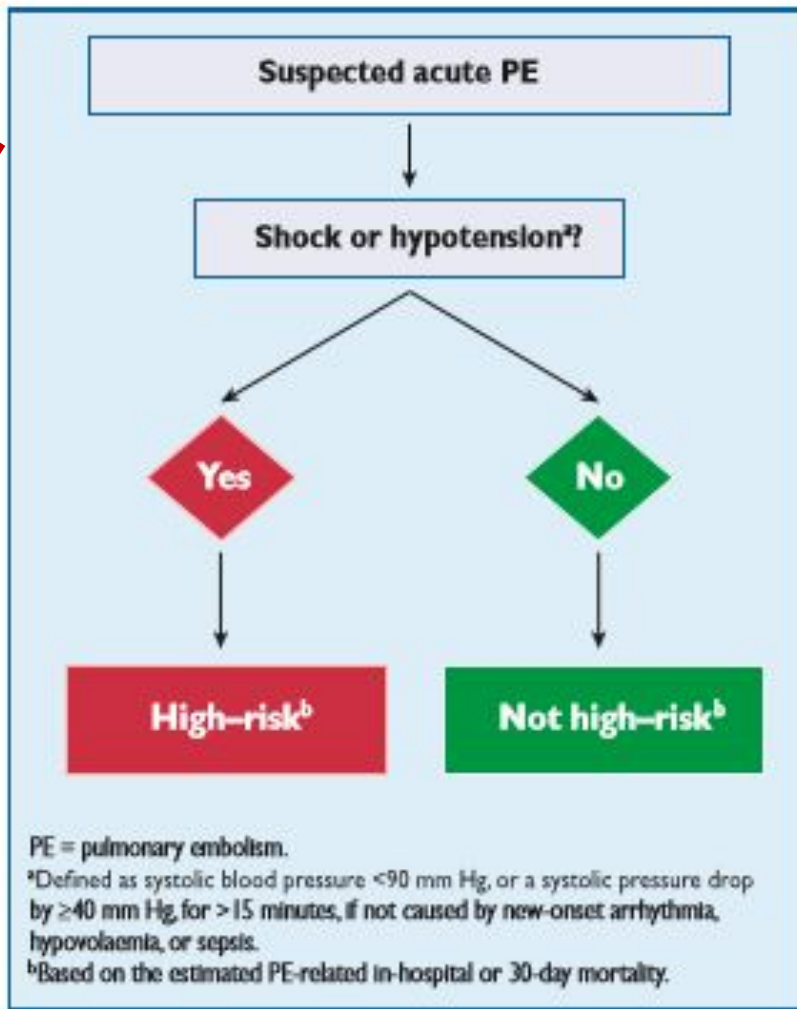 Suspected acute PE
Shock or hypotensionᵃ?
Yes
No
High–riskᵇ
Not high–riskᵇ
PE = pulmonary embolism.
ᵃDefined as systolic blood pressure <90 mm Hg, or a systolic pressure drop
by ≥40 mm Hg, for >15 minutes, if not caused by new-onset arrhythmia,
hypovolaemia, or sepsis.
ᵇBased on the estimated PE-related in-hospital or 30-day mortality.